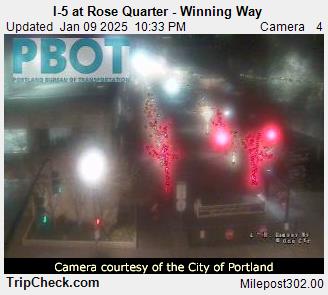 I-5 at Rose Quarter - Winning Way
Updated Jan 09 2025 10:33 PM Camera 4
PBOT
PORTLAND BUREAU OF TRANSPORTATION
Camera courtesy of the City of Portland
TripCheck.com Milepost302.00